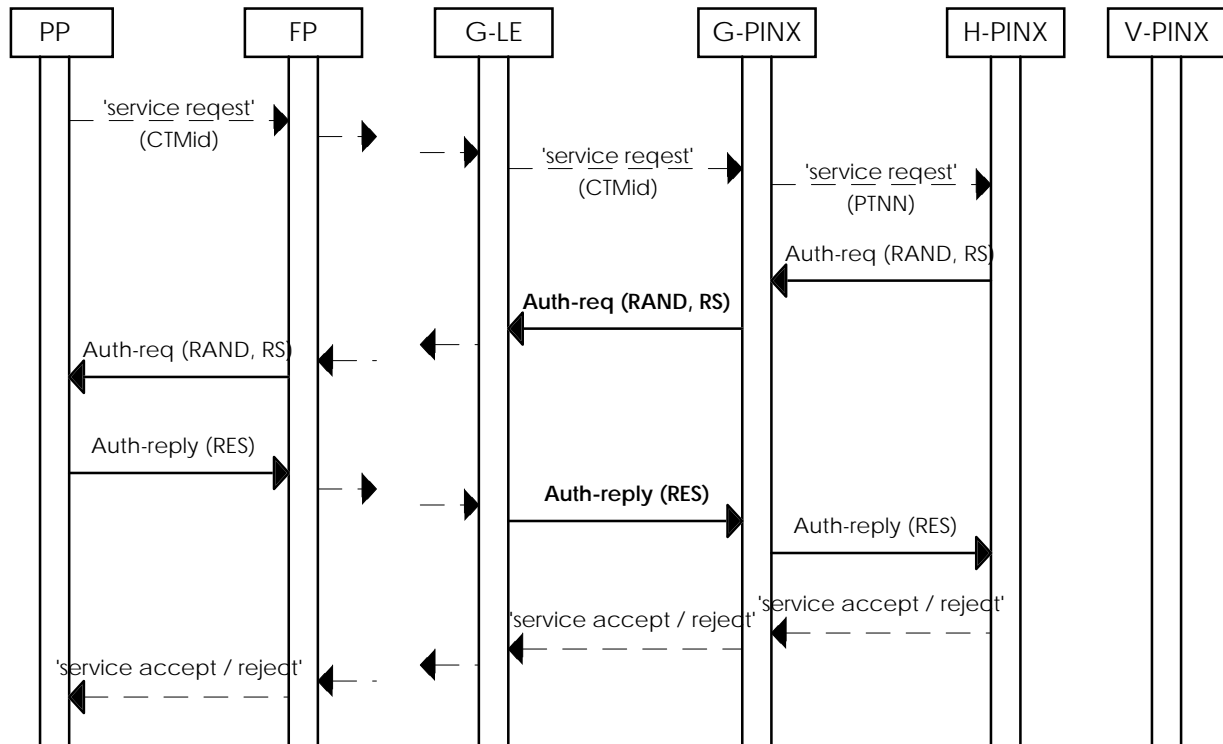 PP FP G-LE G-PINX H-PINX V-PINX
'service reqest'
(CTMid)
'service reqest'
(CTMid)
'service reqest'
(PTNN)
Auth-req (RAND, RS)
Auth-req (RAND, RS)
Auth-req (RAND, RS)
Auth-reply (RES)
Auth-reply (RES)
Auth-reply (RES)
'service accept / reject'
'service accept / reject'
'service accept / reject'